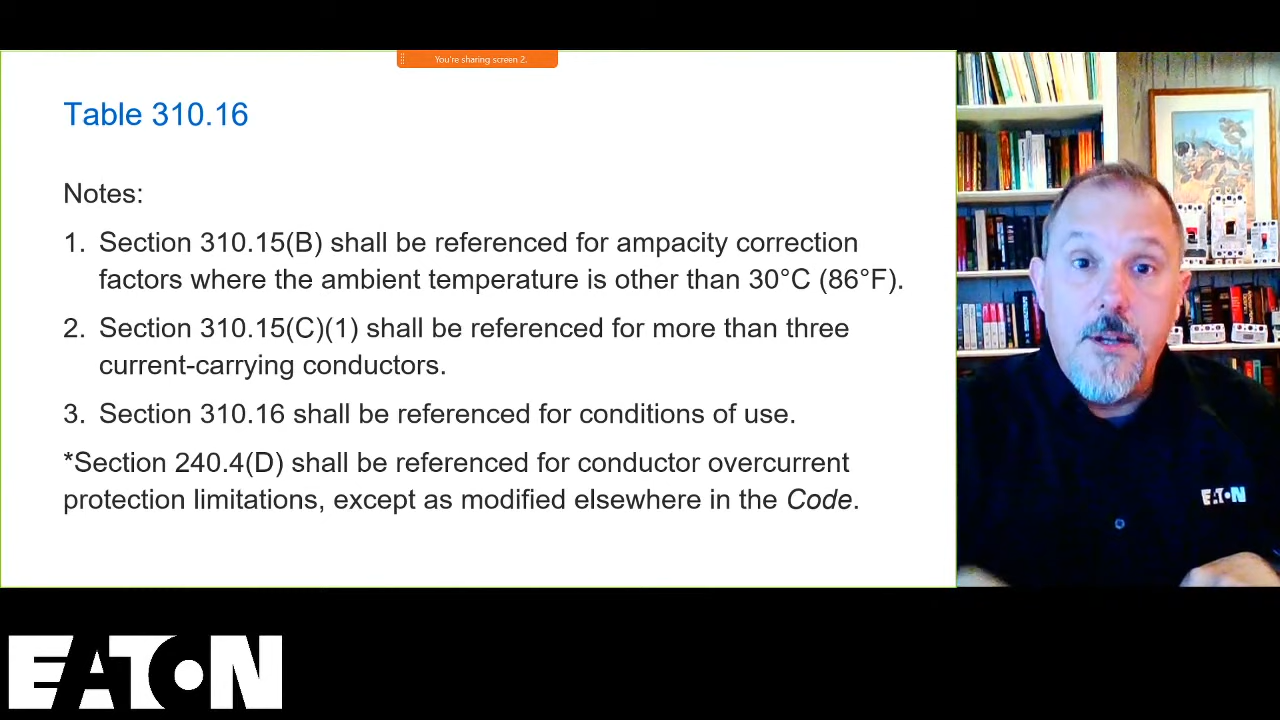 You're sharing screen 2.
Table 310.16
Notes:
1. Section 310.15(B) shall be referenced for ampacity correction
factors where the ambient temperature is other than 30°C (86°F).
2. Section 310.15(C)(1) shall be referenced for more than three
current-carrying conductors.
3. Section 310.16 shall be referenced for conditions of use.
*Section 240.4(D) shall be referenced for conductor overcurrent
protection limitations, except as modified elsewhere in the Code.
EATON
EATON